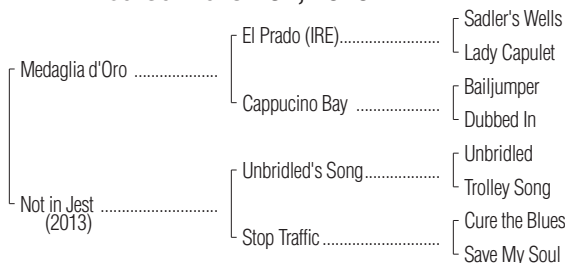 Sadler's Wells
El Prado (IRE)........................
Lady Capulet
Medaglia d'Oro ....................
Bailjumper
Cappucino Bay ....................
Dubbed In
Unbridled
Unbridled's Song..................
Trolley Song
Not in Jest ............................
(2013)
Cure the Blues
Stop Traffic............................
Save My Soul